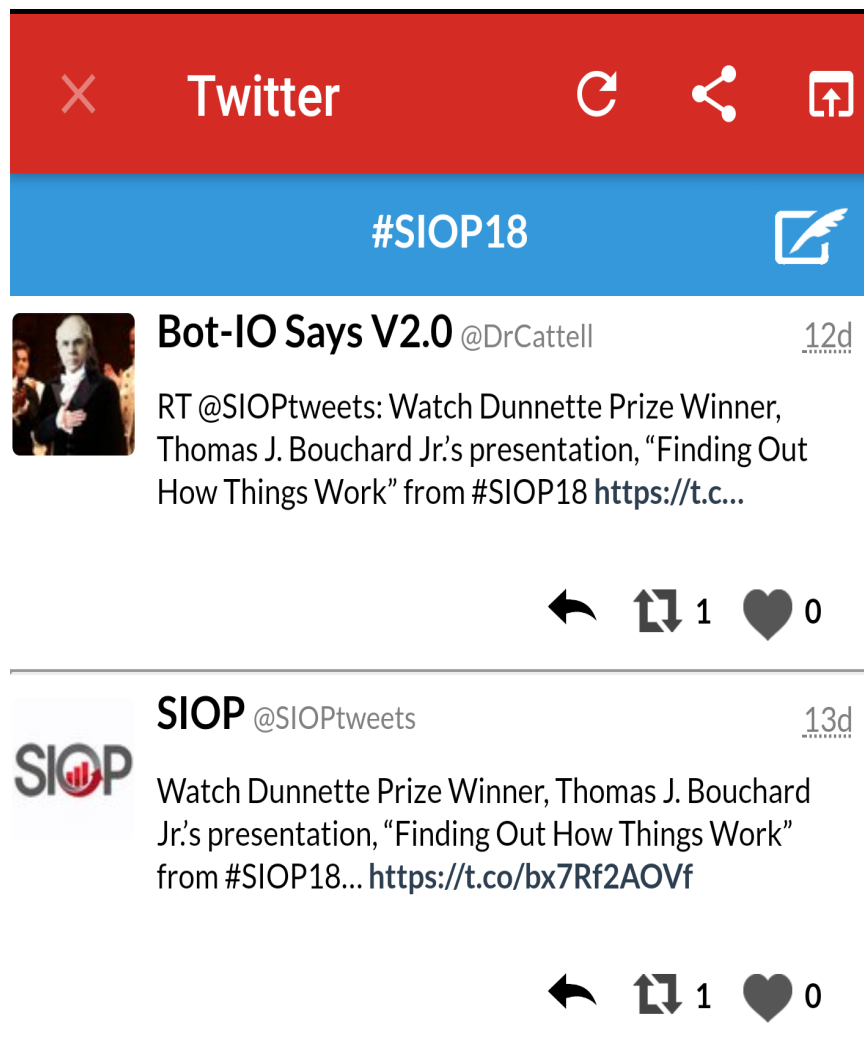 Twitter
#SIOP18
Bot-IO Says V2.0 @DrCattell 12d
RT @SIOPtweets: Watch Dunnette Prize Winner,
Thomas J. Bouchard Jr.'s presentation, “Finding Out
How Things Work” from #SIOP18 https://t.c...
1 0
SIOP @SIOPtweets 13d
SIOP
Watch Dunnette Prize Winner, Thomas J. Bouchard
Jr.'s presentation, “Finding Out How Things Work”
from #SIOP18... https://t.co/bx7Rf2AOVf
1 0